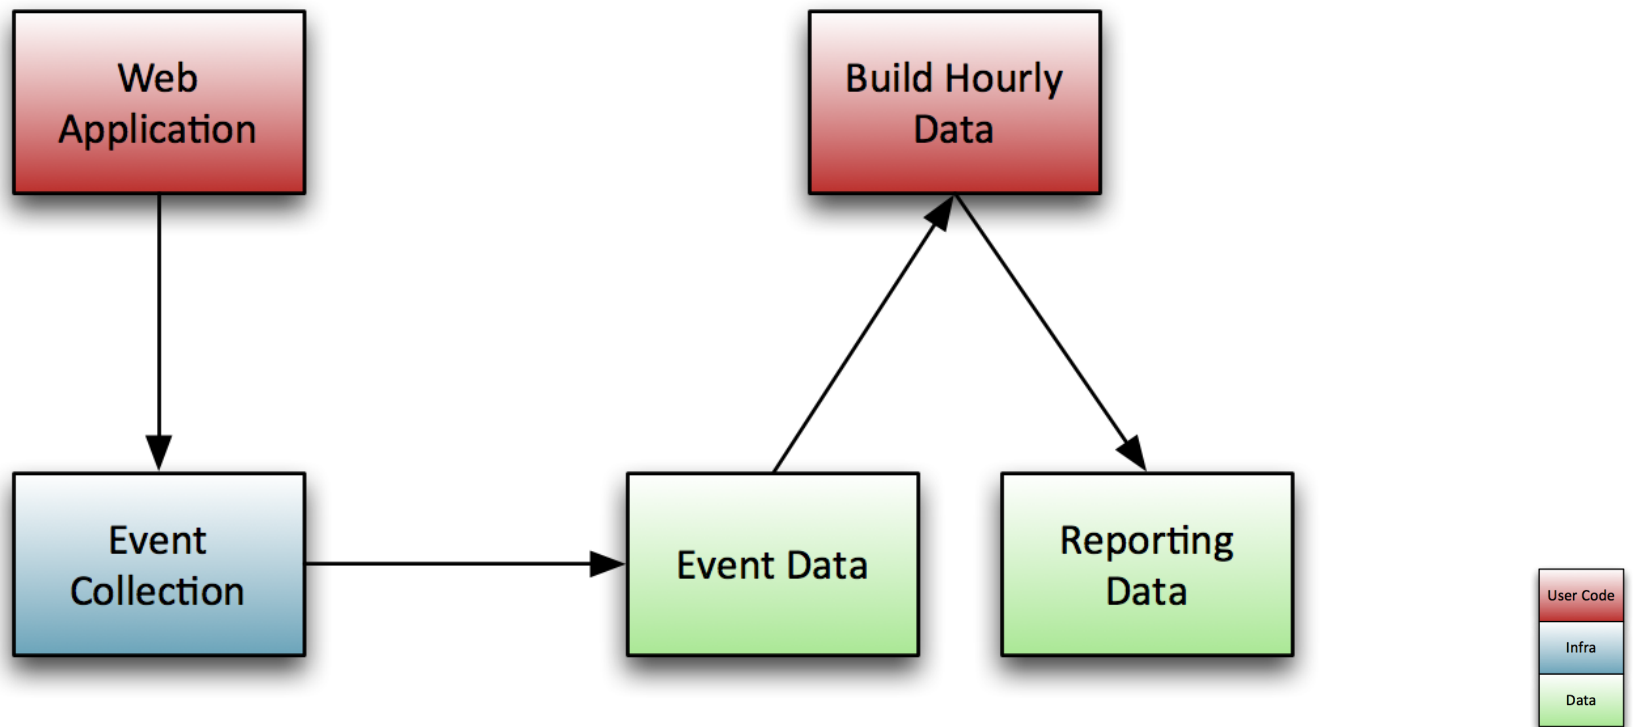 Web
Application
Build Hourly
Data
Event
Collection
Event Data
Reporting
Data
User Code
Infra
Data